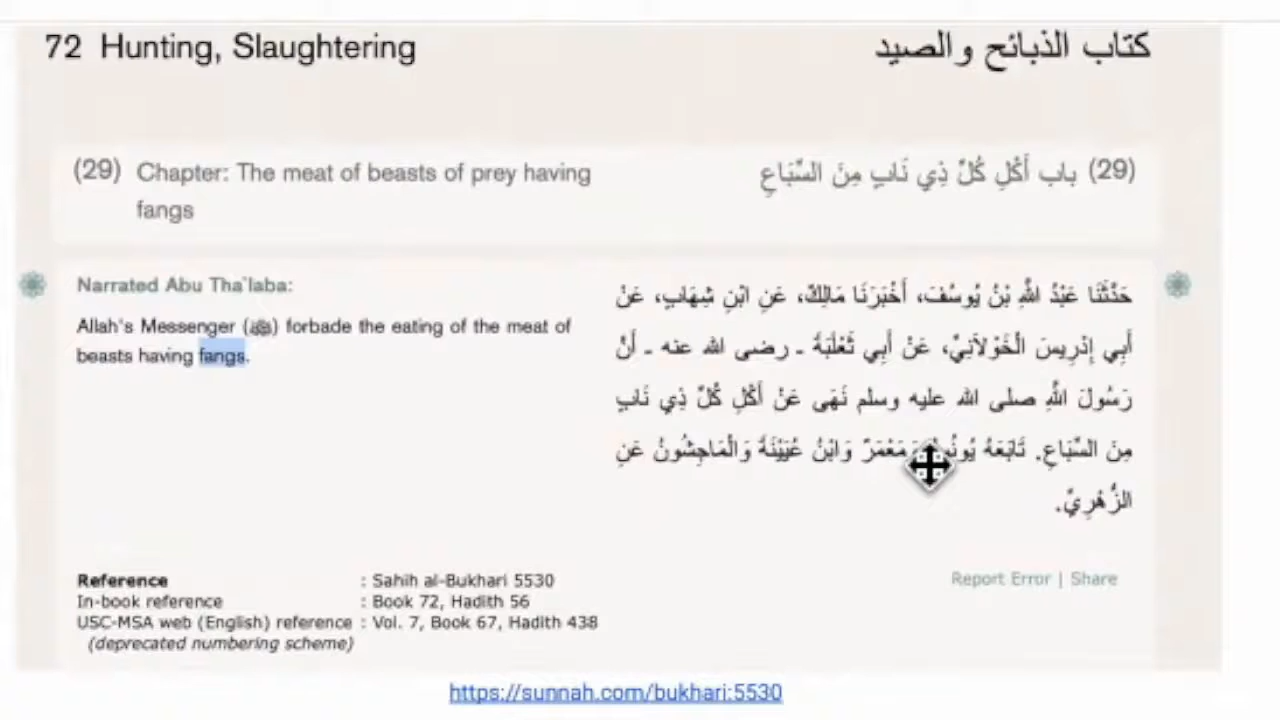 72 Hunting, Slaughtering
كتاب الذبائح والصيد
(29) Chapter: The meat of beasts of prey having
fangs
(29) باب أَكْلِ كُلِّ ذِي نَابٍ مِنَ السِّبَاعِ
Narrated Abu Tha`laba:
Allah's Messenger (ﷺ) forbade the eating of the meat of
beasts having fangs.
حَدَّثَنَا عَبْدُ اللَّهِ بْنُ يُوسُفَ، أَخْبَرَنَا مَالِكٌ، عَنِ ابْنِ شِهَابٍ، عَنْ
أَبِي إِدْرِيسَ الْخَوْلاَنِيِّ، عَنْ أَبِي ثَعْلَبَةَ ـ رضى الله عنه ـ أَنَّ
رَسُولَ اللَّهِ صلى الله عليه وسلم نَهَى عَنْ أَكْلِ كُلِّ ذِي نَابٍ
مِنَ السِّبَاعِ. تَابَعَهُ مَعْمَرٌ وَابْنُ عُيَيْنَةَ وَالْمَاجِشُونُ عَنِ
الزُّهْرِيِّ.
Reference : Sahih al-Bukhari 5530
In-book reference : Book 72, Hadith 56
USC-MSA web (English) reference : Vol. 7, Book 67, Hadith 438
(deprecated numbering scheme)
Report Error | Share
https://sunnah.com/bukhari:5530